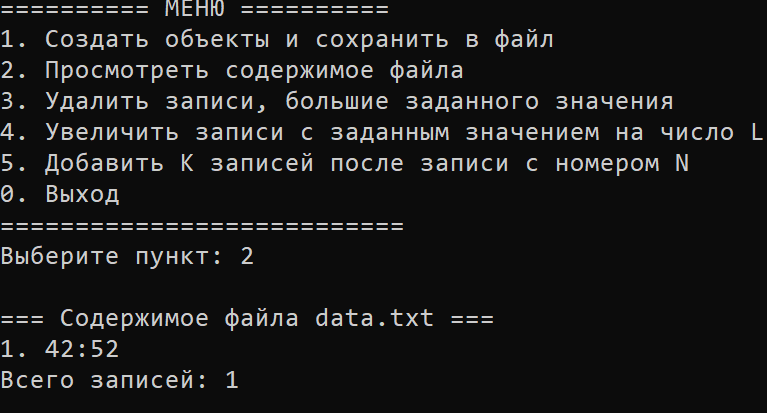 ========== МЕНЮ ==========
1. Создать объекты и сохранить в файл
2. Просмотреть содержимое файла
3. Удалить записи, большие заданного значения
4. Увеличить записи с заданным значением на число L
5. Добавить K записей после записи с номером N
0. Выход
===========================
Выберите пункт: 2
=== Содержимое файла data.txt ===
1. 42:52
Всего записей: 1